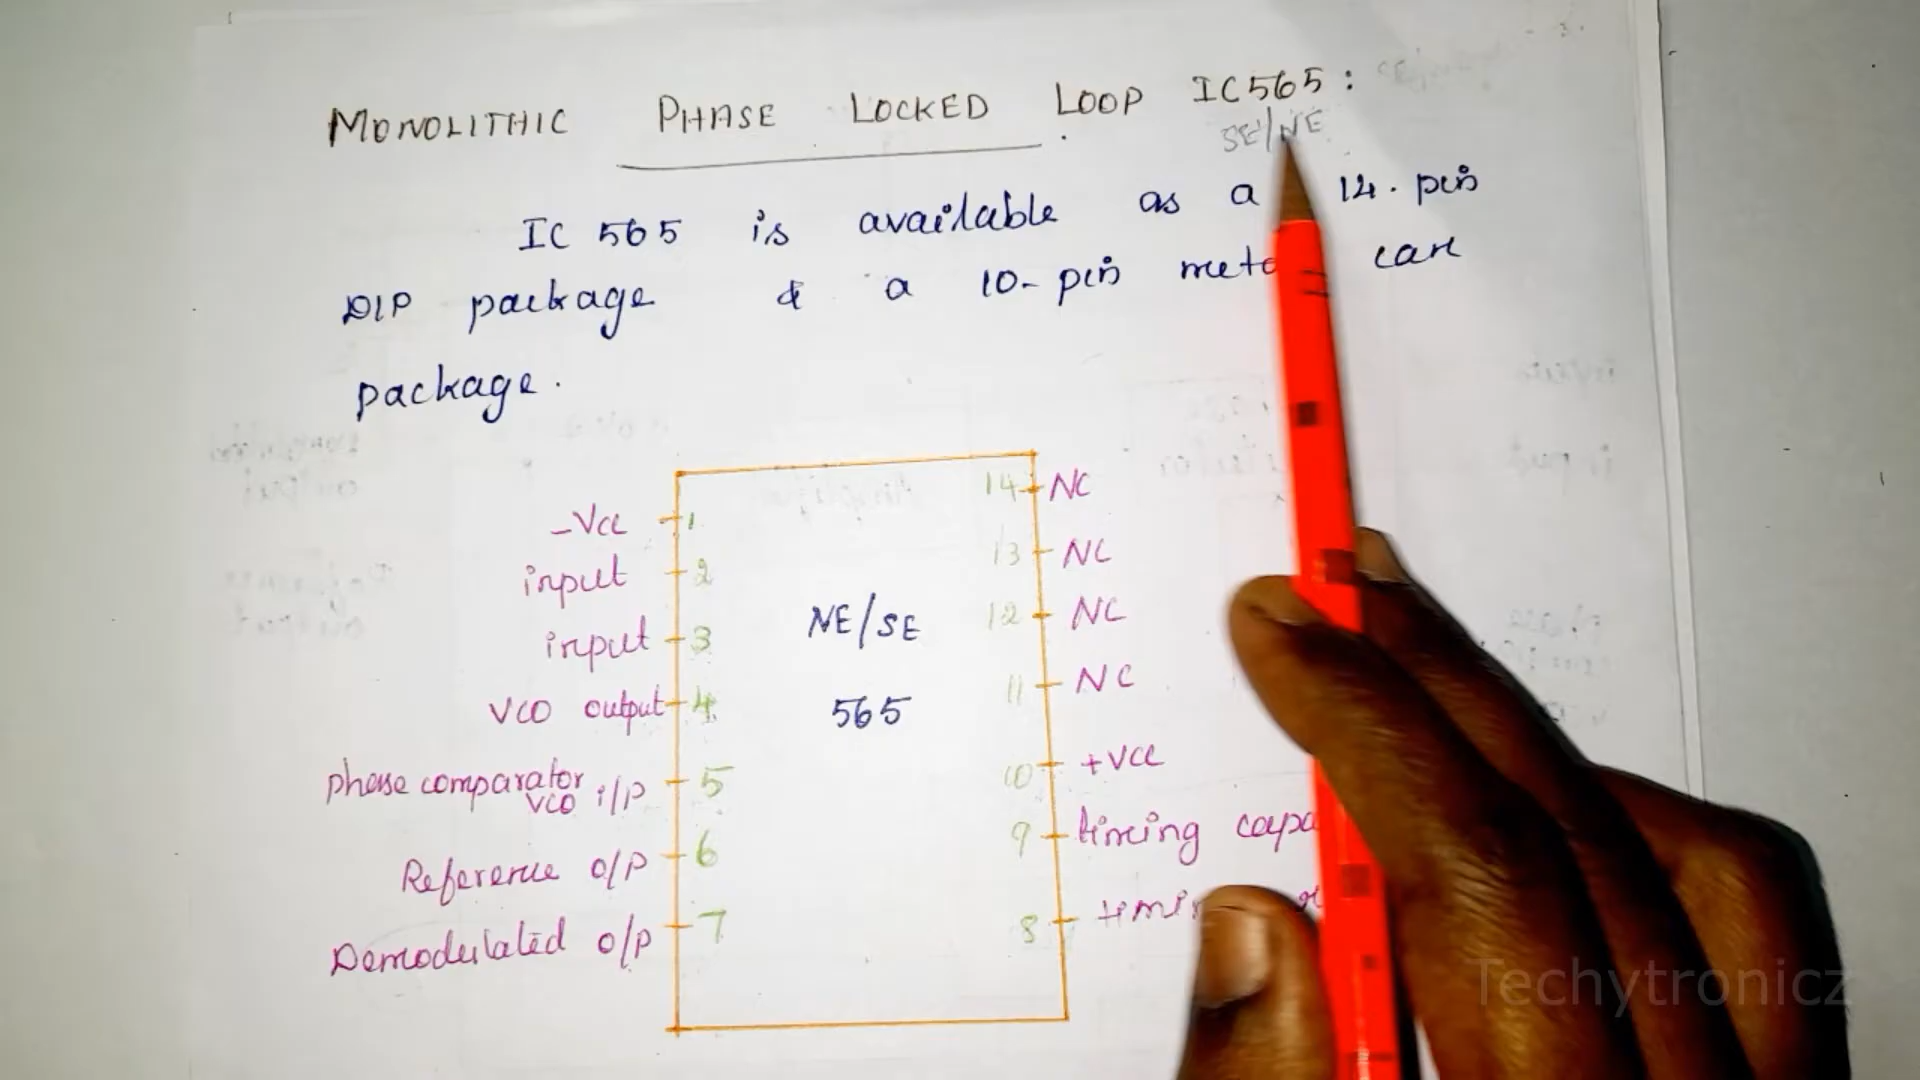 MONOLITHIC PHASE LOCKED LOOP IC565:
SE/NE
IC 565 is available as a 14. pin
DIP package & a 10- pin can
package.
-Vcc 1 14 NC
input 2 13 NC
input 3 NE/SE 12 NC
VCO output 4 565 11 NC
phase comparator VCO i/p 5 10 +Vcc
Reference o/p 6 9 timing
Demodulated o/p 7 8
Techytronicz